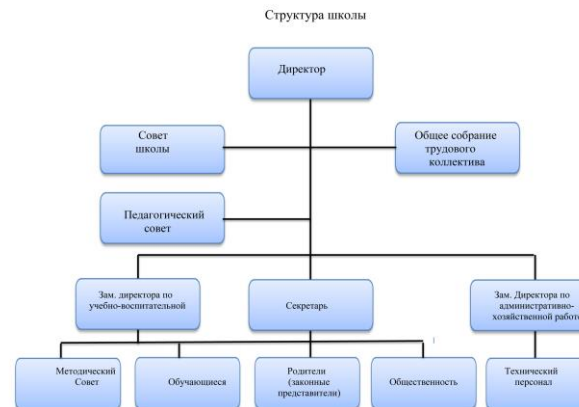 Структура школы
Директор
Совет
школы
Общее собрание
трудового
коллектива
Педагогический
совет
Зам. директора по
учебно-воспитательной
Секретарь
Зам. Директора по
административно-
хозяйственной работе
Методический
Совет
Обучающиеся
Родители
(законные
представители)
Общественность
Технический
персонал